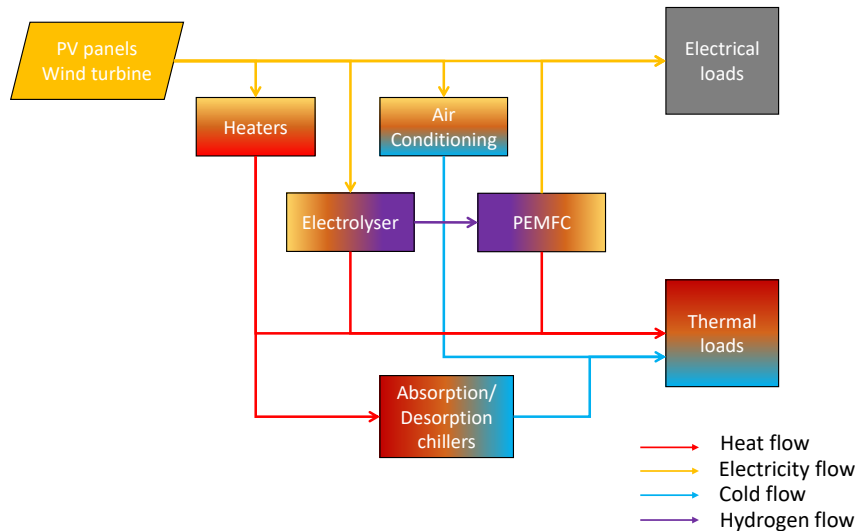 PV panels
Wind turbine
Electrical
loads
Heaters
Air
Conditioning
Electrolyser
PEMFC
Thermal
loads
Absorption/
Desorption
chillers
Heat flow
Electricity flow
Cold flow
Hydrogen flow